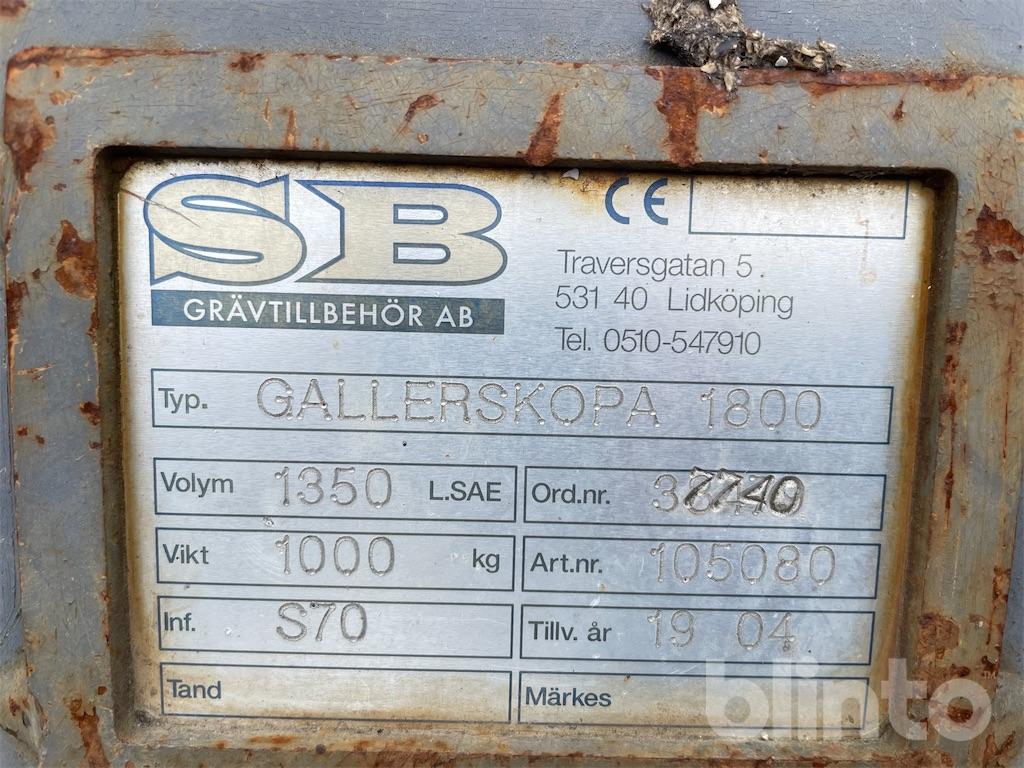 SB
GRÄVTILLBEHÖR AB
CE
Traversgatan 5.
531 40 Lidköping
Tel. 0510-547910
Typ. GALLERSKOPA 1800
Volym 1350 L.SAE
Ord.nr.
Vikt 1000 kg
Art.nr. 105080
Inf. S70
Tillv. år 19 04
Tand
Märkes
blinto™